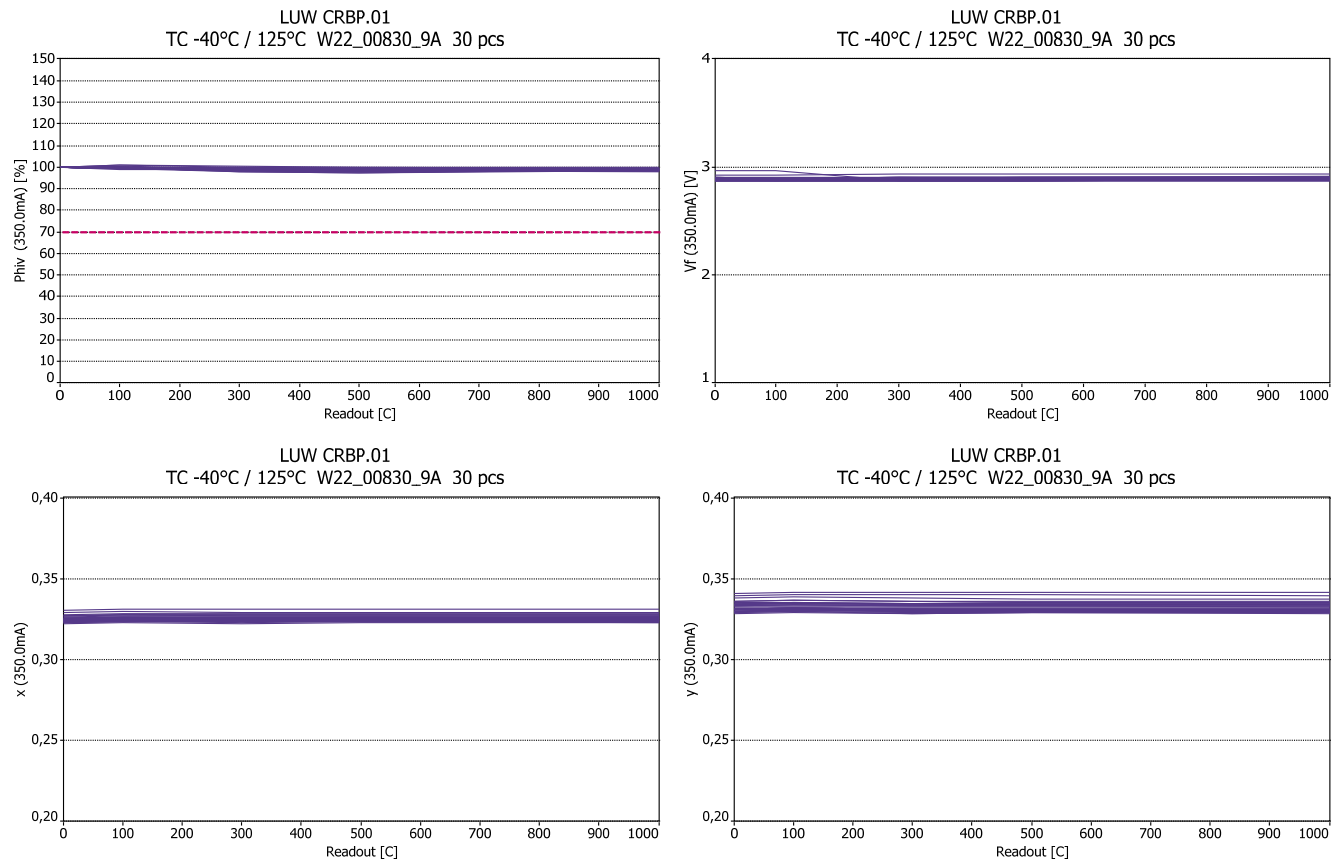 LUW CRBP.01
TC -40°C / 125°C W22_00830_9A 30 pcs
150
140
130
120
110
100
90
80
70
60
50
40
30
20
10
0
Phiv (350.0mA) [%]
0 100 200 300 400 500 600 700 800 900 1000
Readout [C]
LUW CRBP.01
TC -40°C / 125°C W22_00830_9A 30 pcs
4
3
2
1
Vf (350.0mA) [V]
0 100 200 300 400 500 600 700 800 900 1000
Readout [C]
LUW CRBP.01
TC -40°C / 125°C W22_00830_9A 30 pcs
0,40
0,35
0,30
0,25
0,20
x (350.0mA)
0 100 200 300 400 500 600 700 800 900 1000
Readout [C]
LUW CRBP.01
TC -40°C / 125°C W22_00830_9A 30 pcs
0,40
0,35
0,30
0,25
0,20
y (350.0mA)
0 100 200 300 400 500 600 700 800 900 1000
Readout [C]